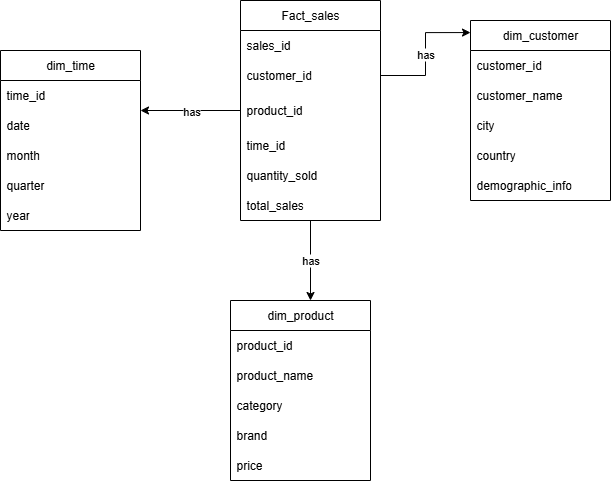 Fact_sales
sales_id
customer_id
product_id
time_id
quantity_sold
total_sales
has
dim_customer
customer_id
customer_name
city
country
demographic_info
has
dim_time
time_id
date
month
quarter
year
has
dim_product
product_id
product_name
category
brand
price